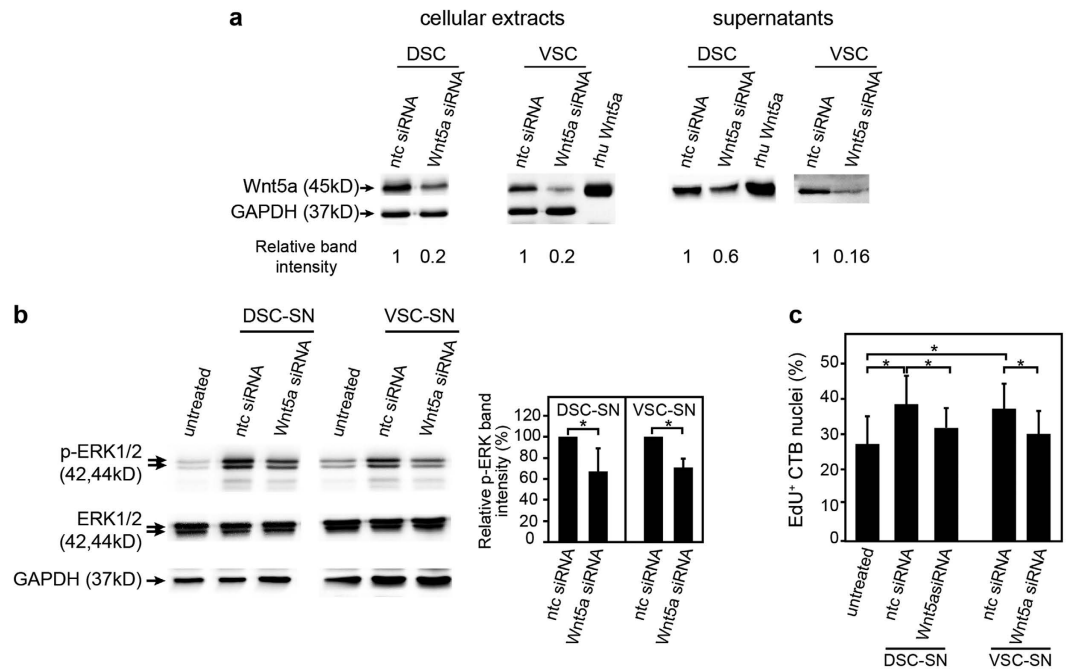 a
cellular extracts
supernatants
DSC
VSC
DSC
VSC
ntc siRNA
Wnt5a siRNA
ntc siRNA
Wnt5a siRNA
rhu Wnt5a
ntc siRNA
Wnt5a siRNA
rhu Wnt5a
ntc siRNA
Wnt5a siRNA
Wnt5a (45kD)
GAPDH (37kD)
Relative band
intensity
1 0.2
1 0.2
1 0.6
1 0.16
b
DSC-SN
VSC-SN
untreated
ntc siRNA
Wnt5a siRNA
untreated
ntc siRNA
Wnt5a siRNA
p-ERK1/2
(42,44kD)
ERK1/2
(42,44kD)
GAPDH (37kD)
Relative p-ERK band
intensity (%)
120
100
80
60
40
20
0
DSC-SN
VSC-SN
*
*
ntc siRNA
Wnt5a siRNA
ntc siRNA
Wnt5a siRNA
c
EdU+ CTB nuclei (%)
50
40
30
20
10
0
*
*
*
*
untreated
ntc siRNA
Wnt5asiRNA
ntc siRNA
Wnt5a siRNA
DSC-SN
VSC-SN